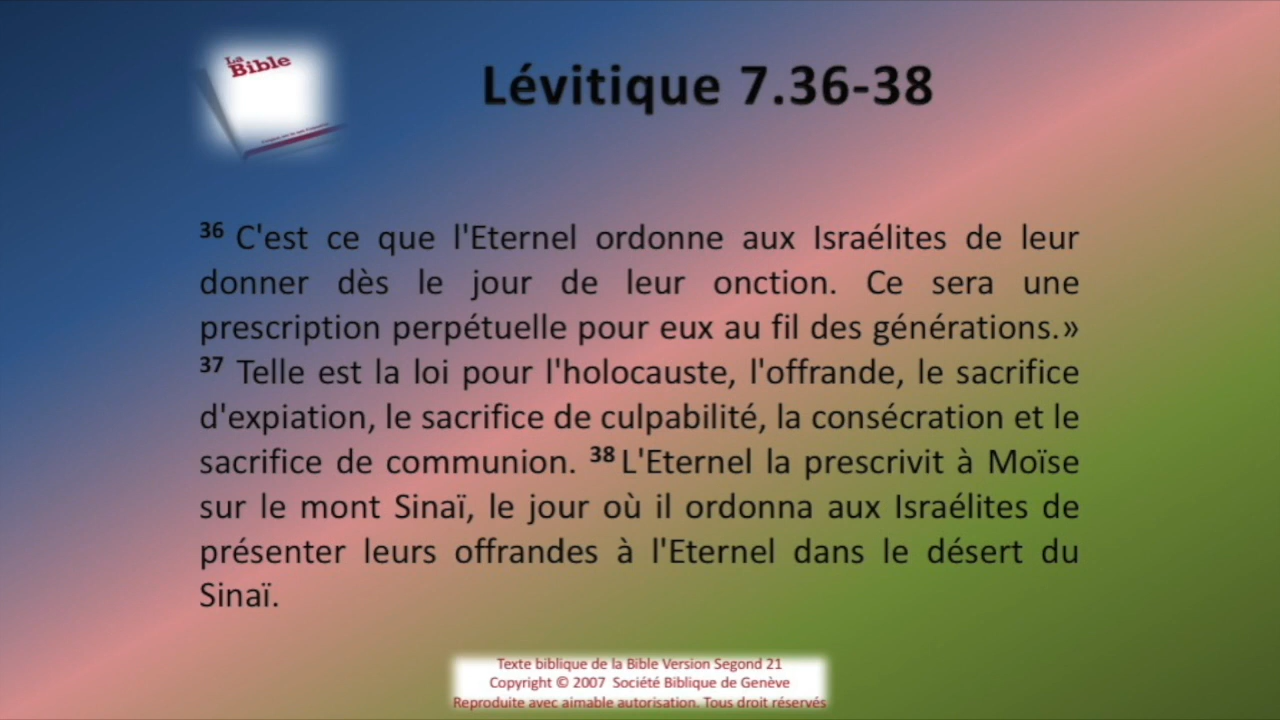 La
Bible
Lévitique 7.36-38
36 C'est ce que l'Eternel ordonne aux Israélites de leur
donner dès le jour de leur onction. Ce sera une
prescription perpétuelle pour eux au fil des générations.»
37 Telle est la loi pour l'holocauste, l'offrande, le sacrifice
d'expiation, le sacrifice de culpabilité, la consécration et le
sacrifice de communion. 38 L'Eternel la prescrivit à Moïse
sur le mont Sinaï, le jour où il ordonna aux Israélites de
présenter leurs offrandes à l'Eternel dans le désert du
Sinaï.
Texte biblique de la Bible Version Segond 21
Copyright © 2007 Société Biblique de Genève
Reproduite avec aimable autorisation. Tous droit réservés